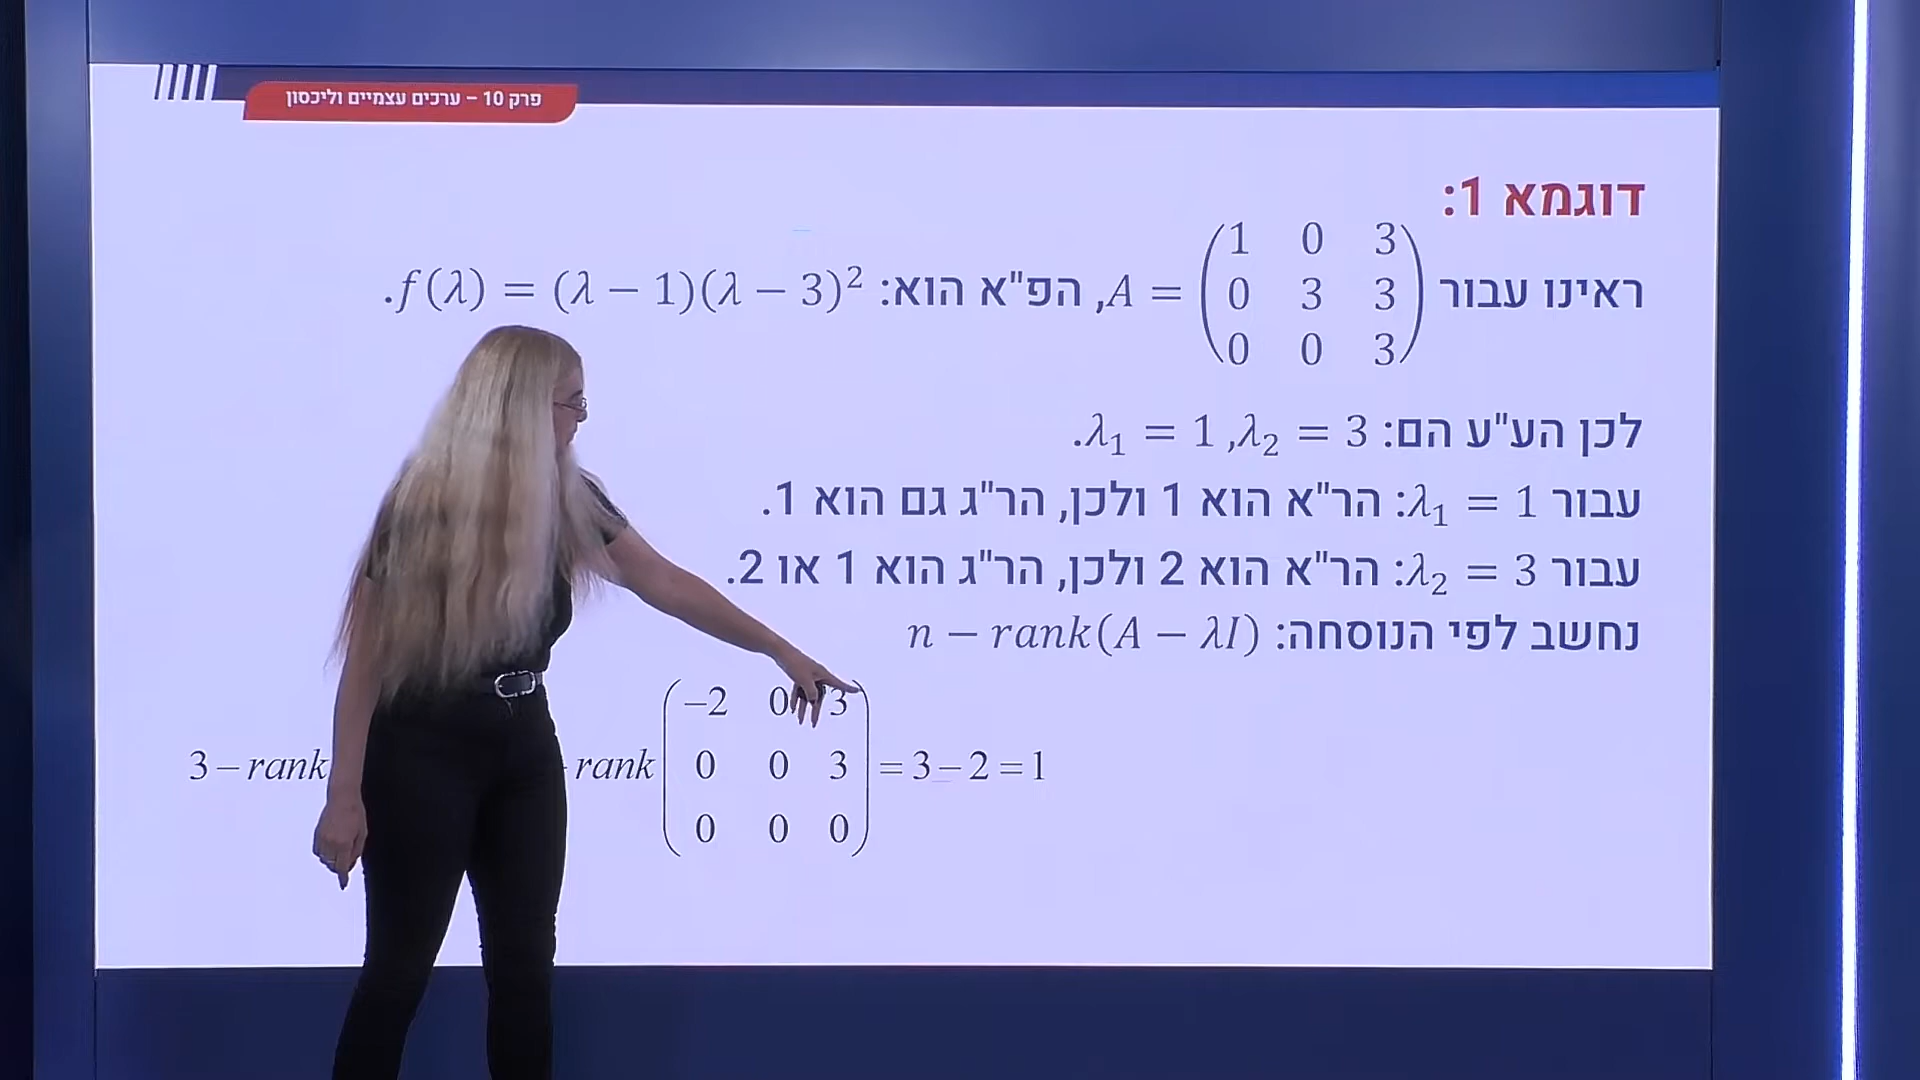 פרק 10 – ערכים עצמיים וליכסון
דוגמא 1:
ראינו עבור A = (1 0 3
0 3 3
0 0 3), הפ"א הוא: f(λ) = (λ − 1)(λ − 3)².
לכן הע"ע הם: λ₁ = 1, λ₂ = 3.
עבור λ₁ = 1: הר"א הוא 1 ולכן, הר"ג גם הוא 1.
עבור λ₂ = 3: הר"א הוא 2 ולכן, הר"ג הוא 1 או 2.
נחשב לפי הנוסחה: n − rank(A − λI)
3 − rank rank (−2 0 3
0 0 3
0 0 0) = 3 − 2 = 1